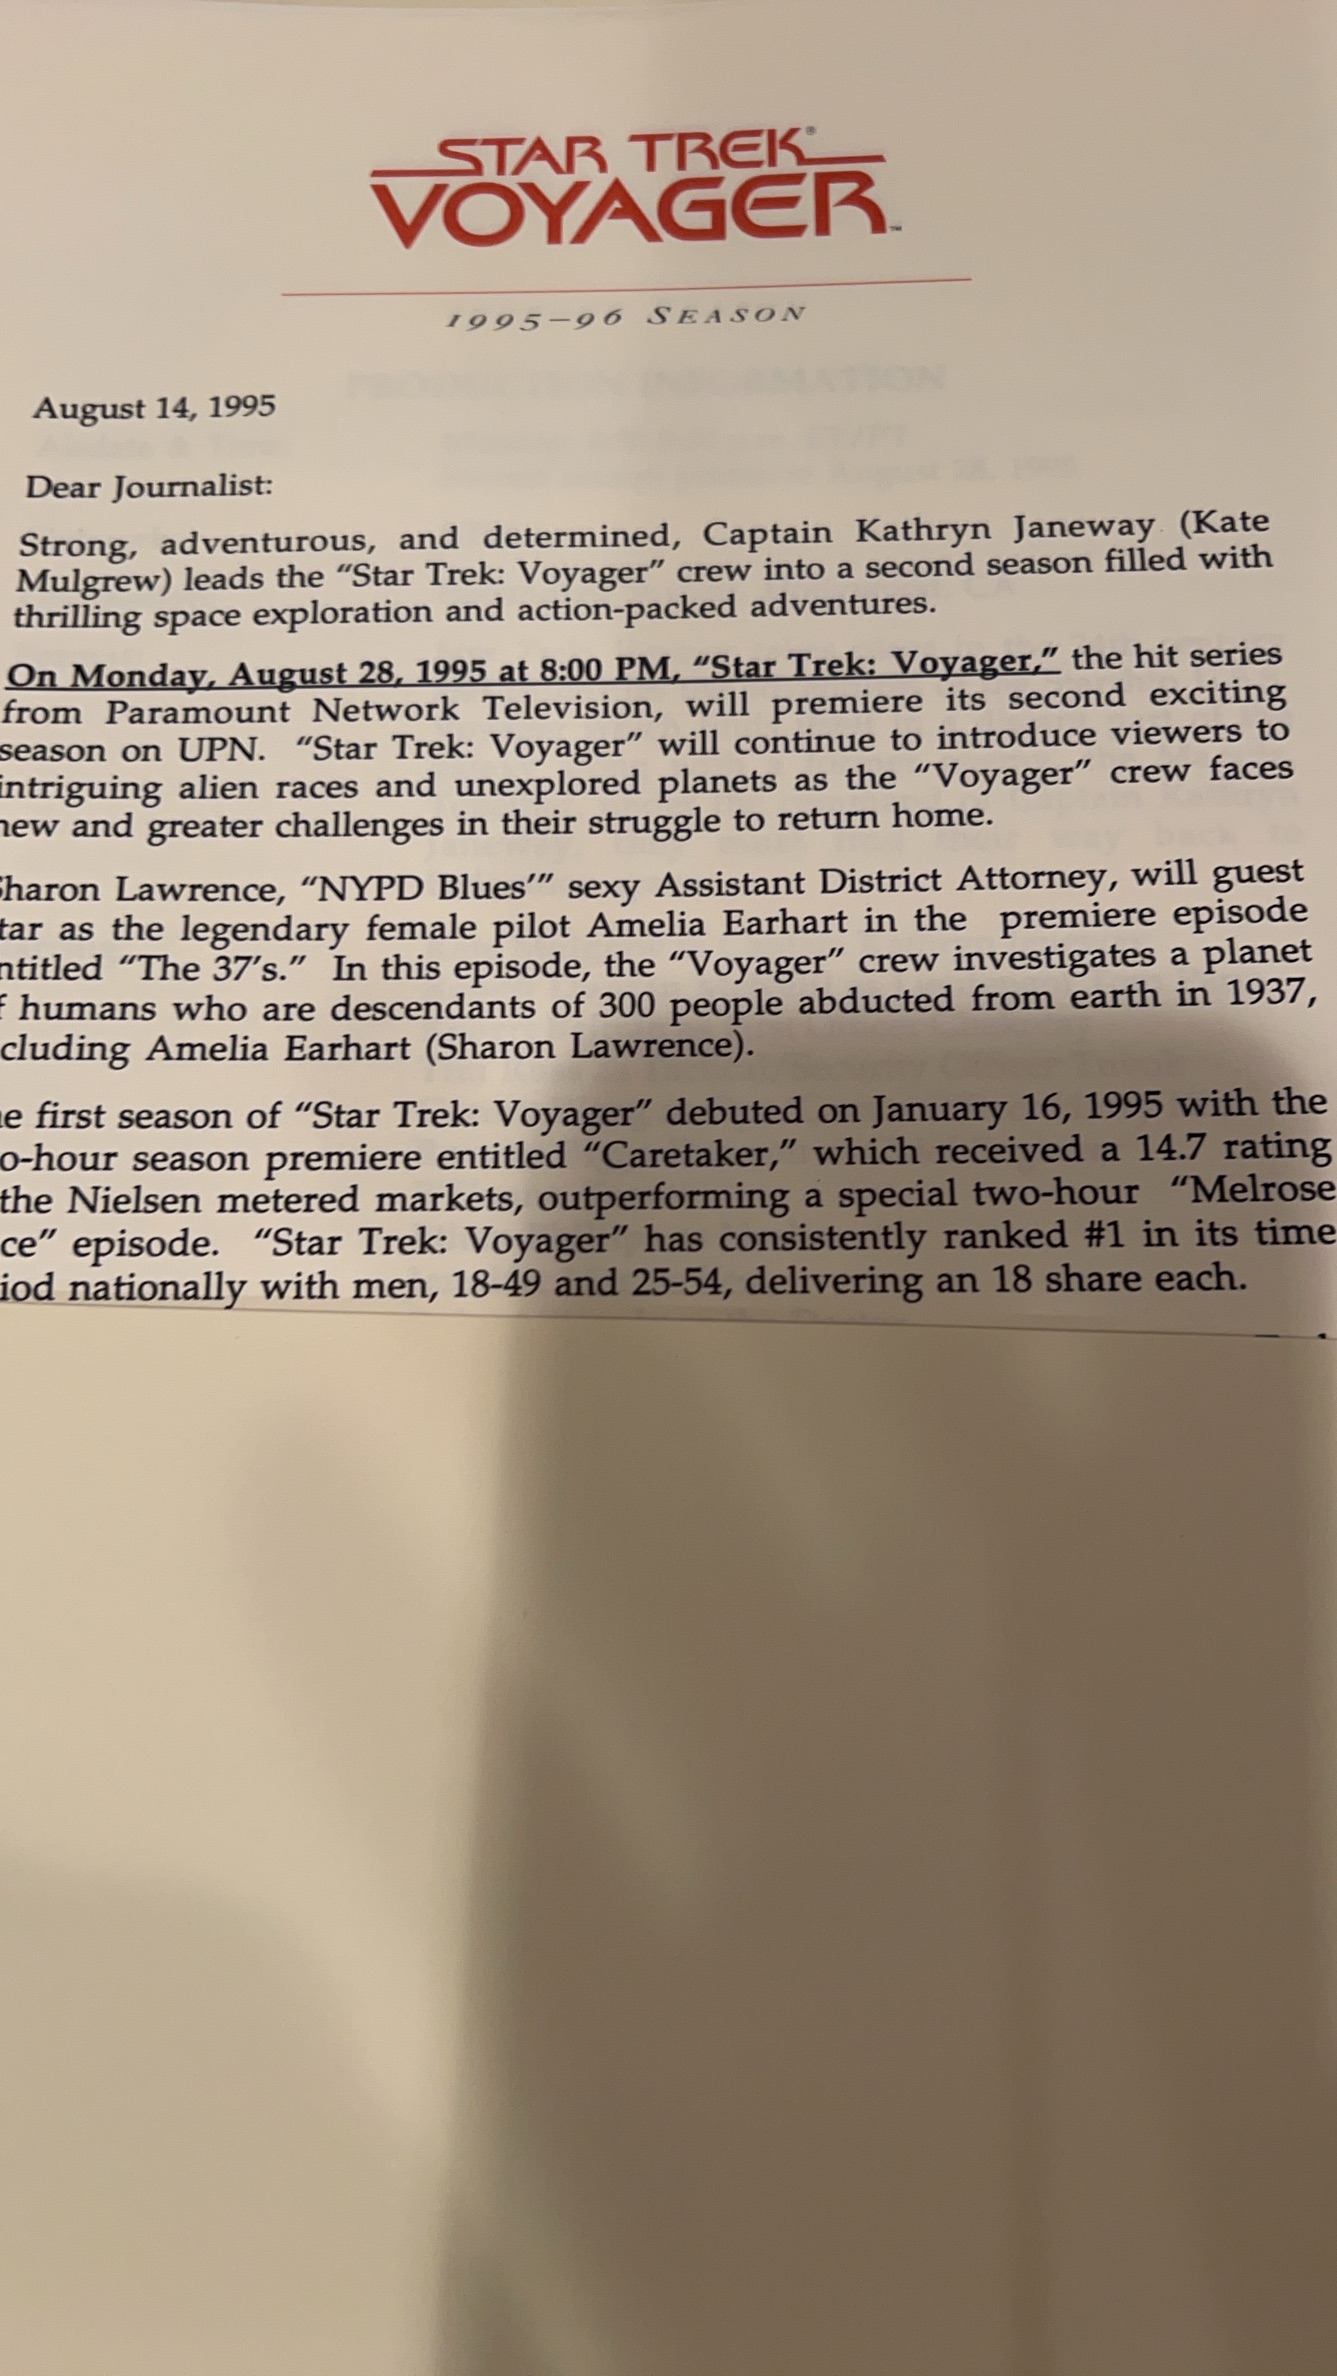 STAR TREK®
VOYAGER™
1995–96 SEASON
August 14, 1995
Dear Journalist:
Strong, adventurous, and determined, Captain Kathryn Janeway (Kate
Mulgrew) leads the “Star Trek: Voyager” crew into a second season filled with
thrilling space exploration and action-packed adventures.
On Monday, August 28, 1995 at 8:00 PM, “Star Trek: Voyager,” the hit series
from Paramount Network Television, will premiere its second exciting
season on UPN. “Star Trek: Voyager” will continue to introduce viewers to
intriguing alien races and unexplored planets as the “Voyager” crew faces
new and greater challenges in their struggle to return home.
Sharon Lawrence, “NYPD Blues’” sexy Assistant District Attorney, will guest
tar as the legendary female pilot Amelia Earhart in the premiere episode
ntitled “The 37’s.” In this episode, the “Voyager” crew investigates a planet
f humans who are descendants of 300 people abducted from earth in 1937,
cluding Amelia Earhart (Sharon Lawrence).
e first season of “Star Trek: Voyager” debuted on January 16, 1995 with the
o-hour season premiere entitled “Caretaker,” which received a 14.7 rating
the Nielsen metered markets, outperforming a special two-hour “Melrose
ce” episode. “Star Trek: Voyager” has consistently ranked #1 in its time
iod nationally with men, 18-49 and 25-54, delivering an 18 share each.